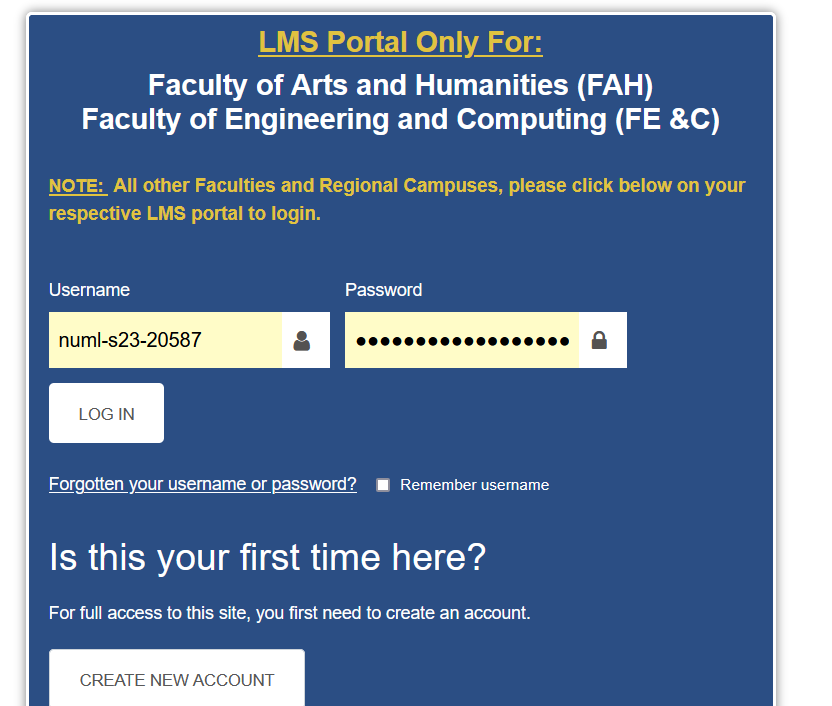 LMS Portal Only For:
Faculty of Arts and Humanities (FAH)
Faculty of Engineering and Computing (FE &C)
NOTE: All other Faculties and Regional Campuses, please click below on your
respective LMS portal to login.
Username Password
numl-s23-20587 ••••••••••••••••••
LOG IN
Forgotten your username or password? Remember username
Is this your first time here?
For full access to this site, you first need to create an account.
CREATE NEW ACCOUNT